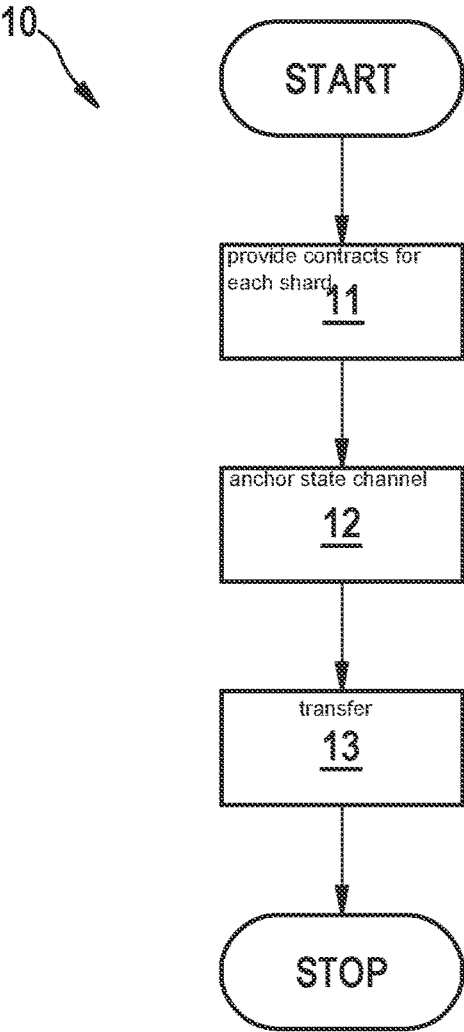 10
START
provide contracts for
each shard
11
anchor state channel
12
transfer
13
STOP